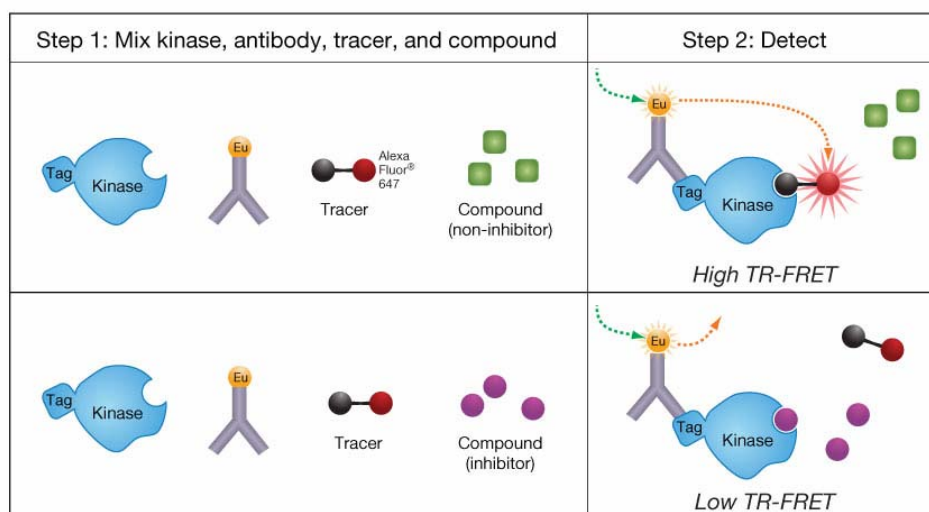 Step 1: Mix kinase, antibody, tracer, and compound
Step 2: Detect
Tag
Kinase
Eu
Alexa
Fluor®
647
Tracer
Compound
(non-inhibitor)
Eu
Tag
Kinase
High TR-FRET
Tag
Kinase
Eu
Tracer
Compound
(inhibitor)
Eu
Tag
Kinase
Low TR-FRET